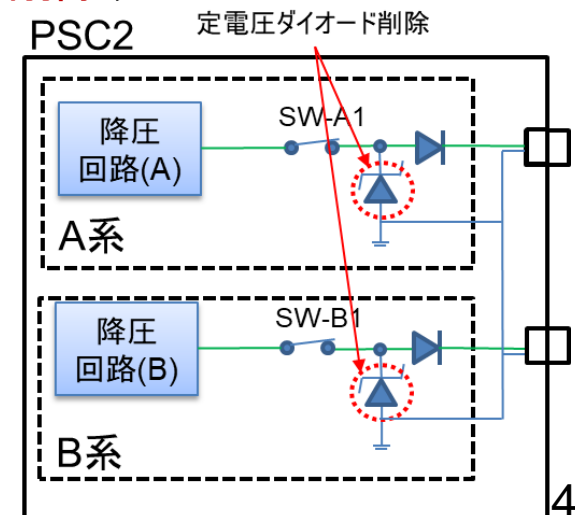 定電圧ダイオード削除
PSC2
降圧
回路(A)
SW-A1
A系
降圧
回路(B)
SW-B1
B系
4